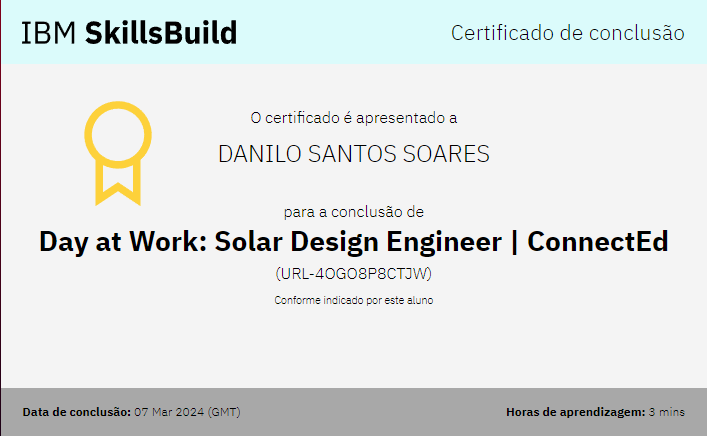 IBM SkillsBuild
Certificado de conclusão
O certificado é apresentado a
DANILO SANTOS SOARES
para a conclusão de
Day at Work: Solar Design Engineer | ConnectEd
(URL-4OGO8P8CTJW)
Conforme indicado por este aluno
Data de conclusão: 07 Mar 2024 (GMT)
Horas de aprendizagem: 3 mins